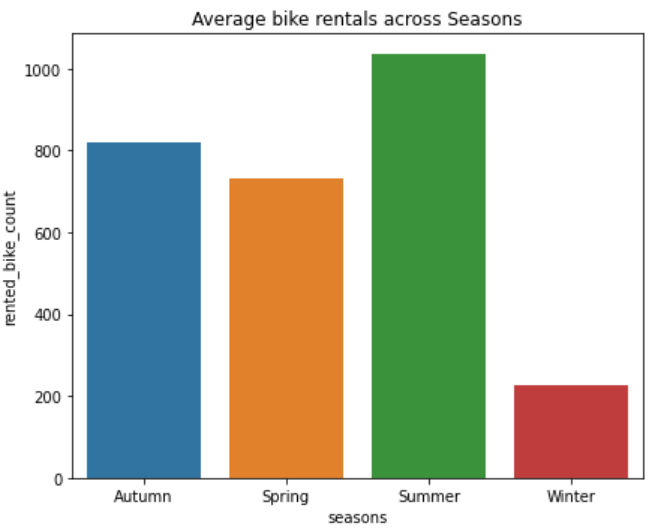 Average bike rentals across Seasons
1000
800
600
400
200
0
rented_bike_count
Autumn Spring Summer Winter
seasons